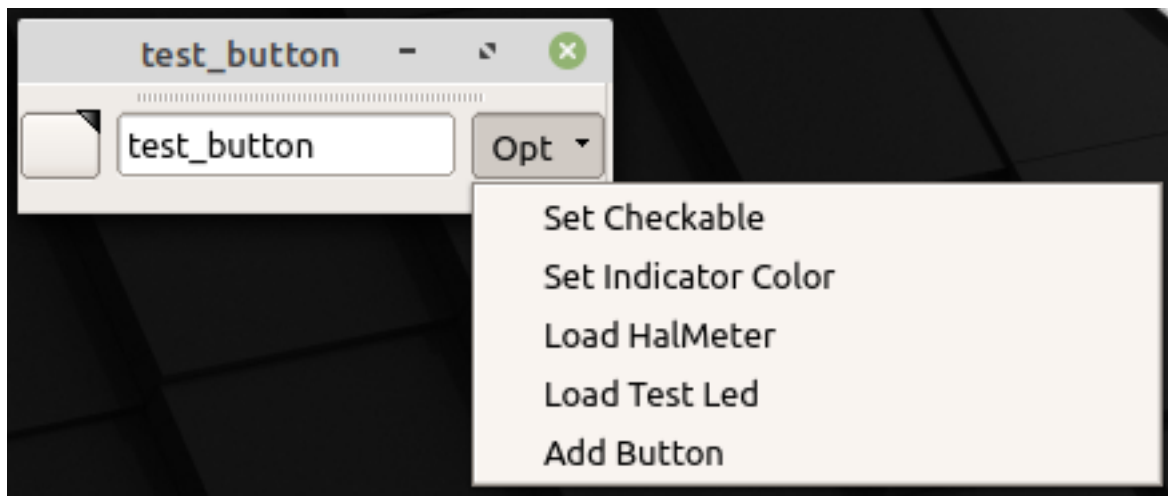 test_button
test_button Opt
Set Checkable
Set Indicator Color
Load HalMeter
Load Test Led
Add Button